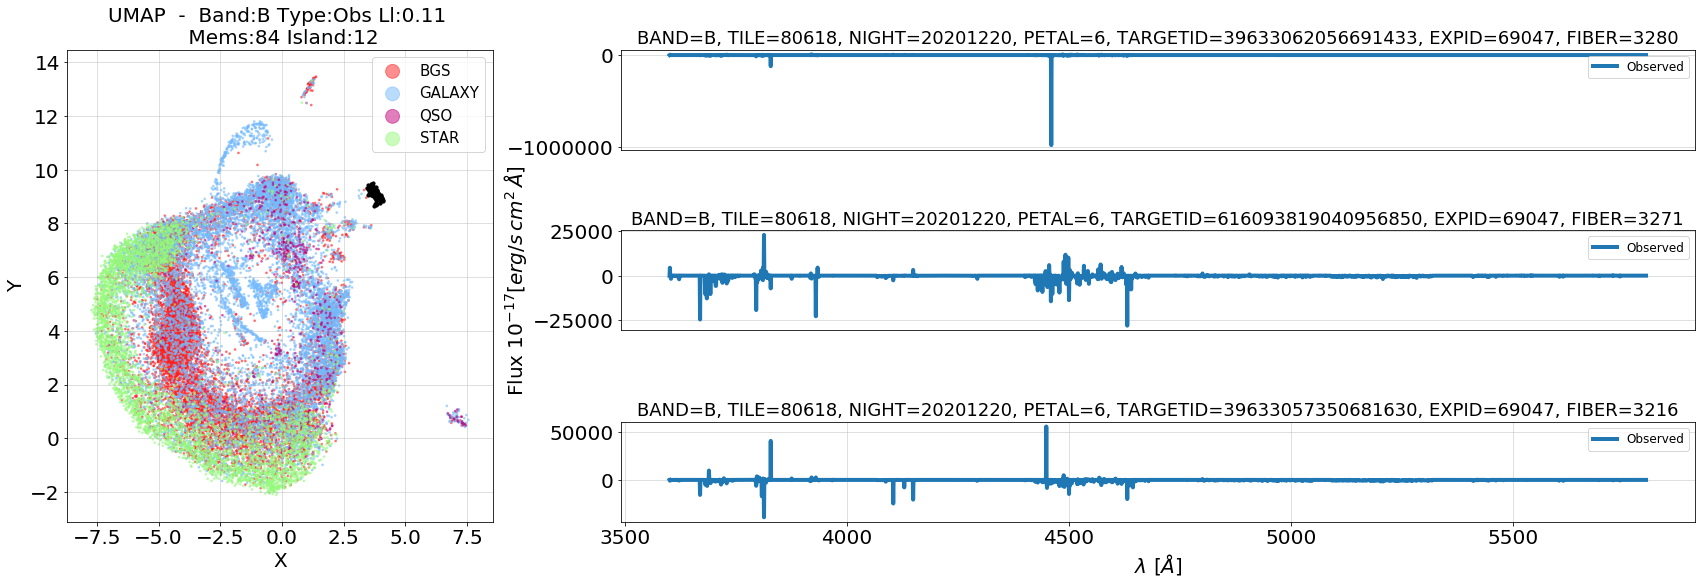 UMAP  -  Band:B Type:Obs Ll:0.11
Mems:84 Island:12
BGS
GALAXY
QSO
STAR
14
12
10
8
6
4
2
0
−2
Y
−7.5
−5.0
−2.5
0.0
2.5
5.0
7.5
X
Flux 10⁻¹⁷[erg/s cm² Å]
BAND=B, TILE=80618, NIGHT=20201220, PETAL=6, TARGETID=39633062056691433, EXPID=69047, FIBER=3280
0
−1000000
Observed
BAND=B, TILE=80618, NIGHT=20201220, PETAL=6, TARGETID=616093819040956850, EXPID=69047, FIBER=3271
25000
0
−25000
Observed
BAND=B, TILE=80618, NIGHT=20201220, PETAL=6, TARGETID=39633057350681630, EXPID=69047, FIBER=3216
50000
0
Observed
3500
4000
4500
5000
5500
λ [Å]